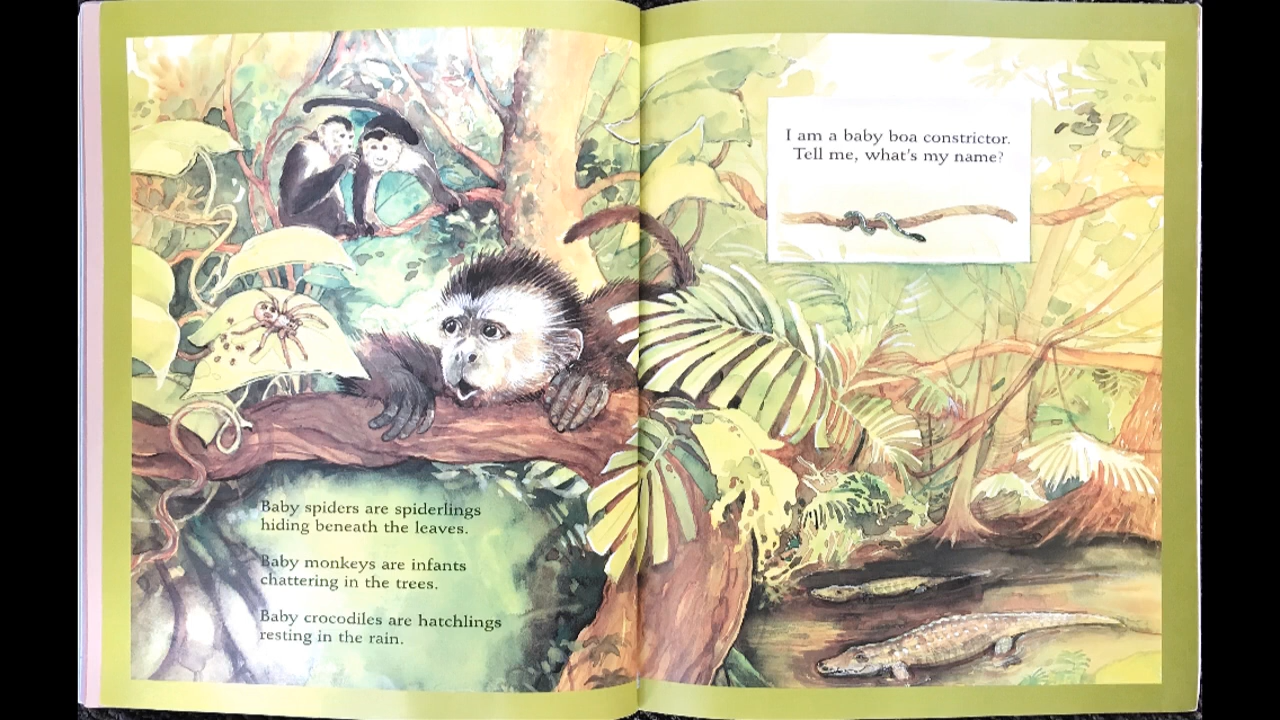 Baby spiders are spiderlings
hiding beneath the leaves.
Baby monkeys are infants
chattering in the trees.
Baby crocodiles are hatchlings
resting in the rain.
I am a baby boa constrictor.
Tell me, what's my name?